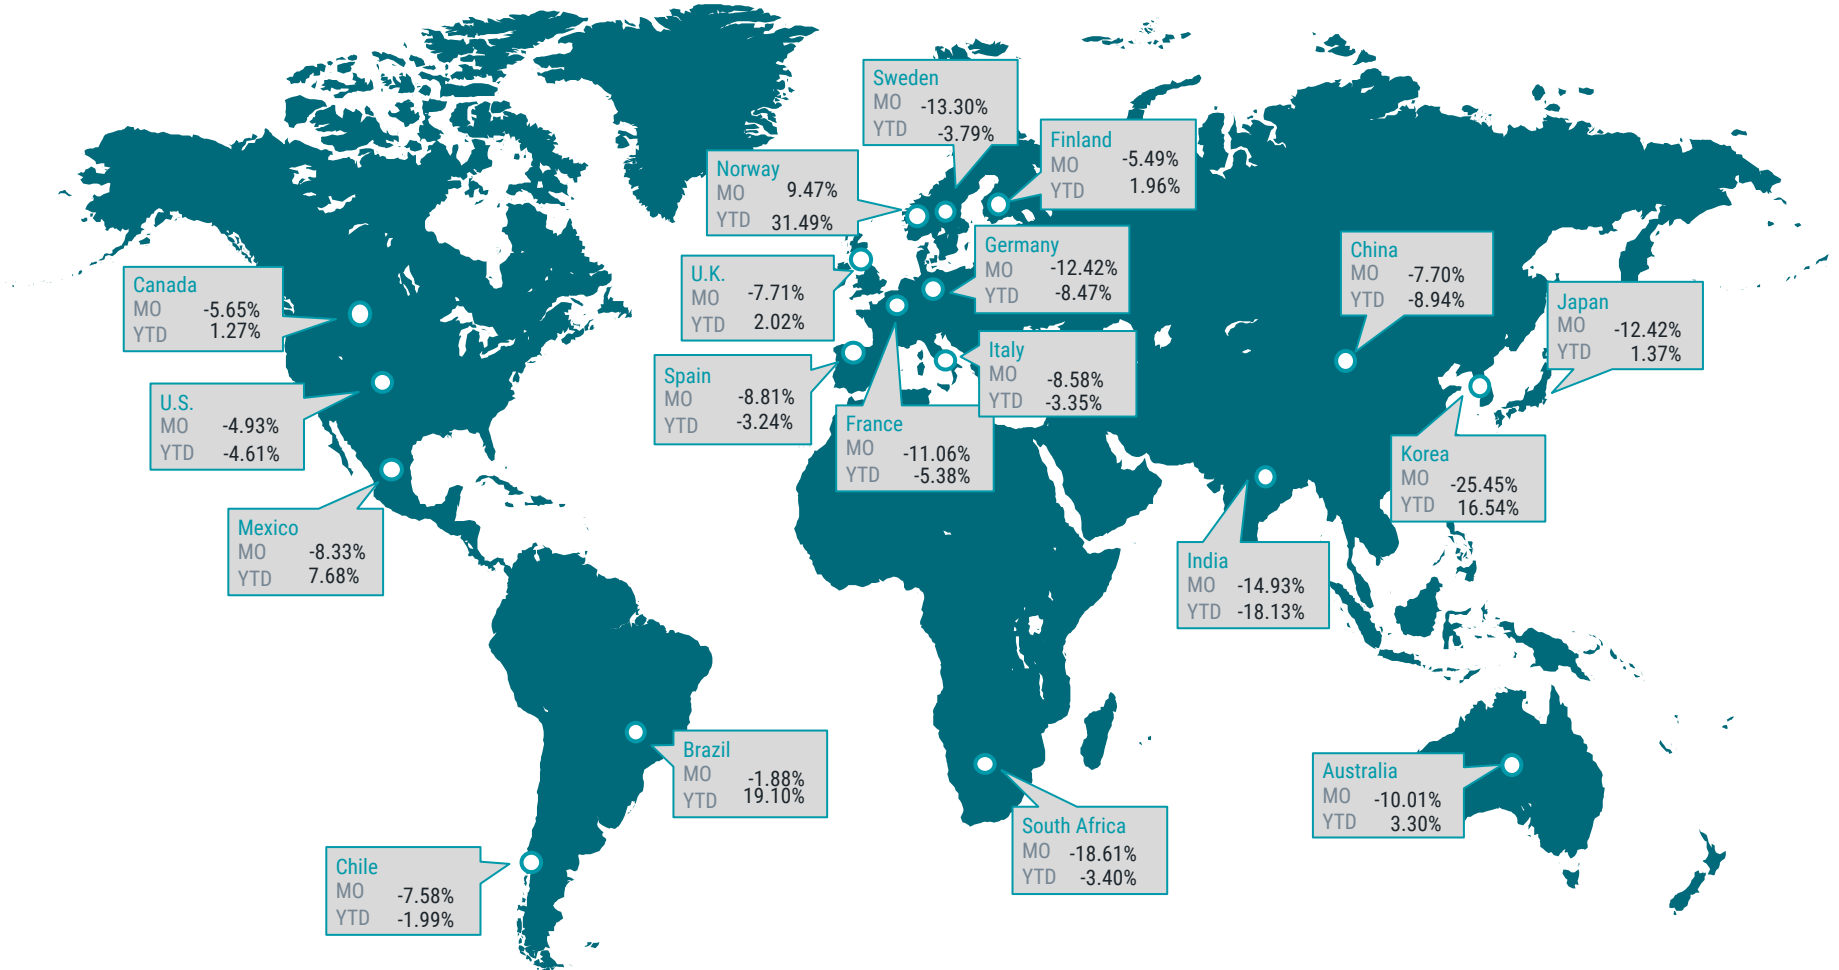 Sweden
MO -13.30%
YTD -3.79%
Finland
MO -5.49%
YTD 1.96%
Norway
MO 9.47%
YTD 31.49%
Germany
MO -12.42%
YTD -8.47%
China
MO -7.70%
YTD -8.94%
U.K.
MO -7.71%
YTD 2.02%
Canada
MO -5.65%
YTD 1.27%
Japan
MO -12.42%
YTD 1.37%
Italy
MO -8.58%
YTD -3.35%
Spain
MO -8.81%
YTD -3.24%
U.S.
MO -4.93%
YTD -4.61%
France
MO -11.06%
YTD -5.38%
Korea
MO -25.45%
YTD 16.54%
Mexico
MO -8.33%
YTD 7.68%
India
MO -14.93%
YTD -18.13%
Brazil
MO -1.88%
YTD 19.10%
Australia
MO -10.01%
YTD 3.30%
South Africa
MO -18.61%
YTD -3.40%
Chile
MO -7.58%
YTD -1.99%